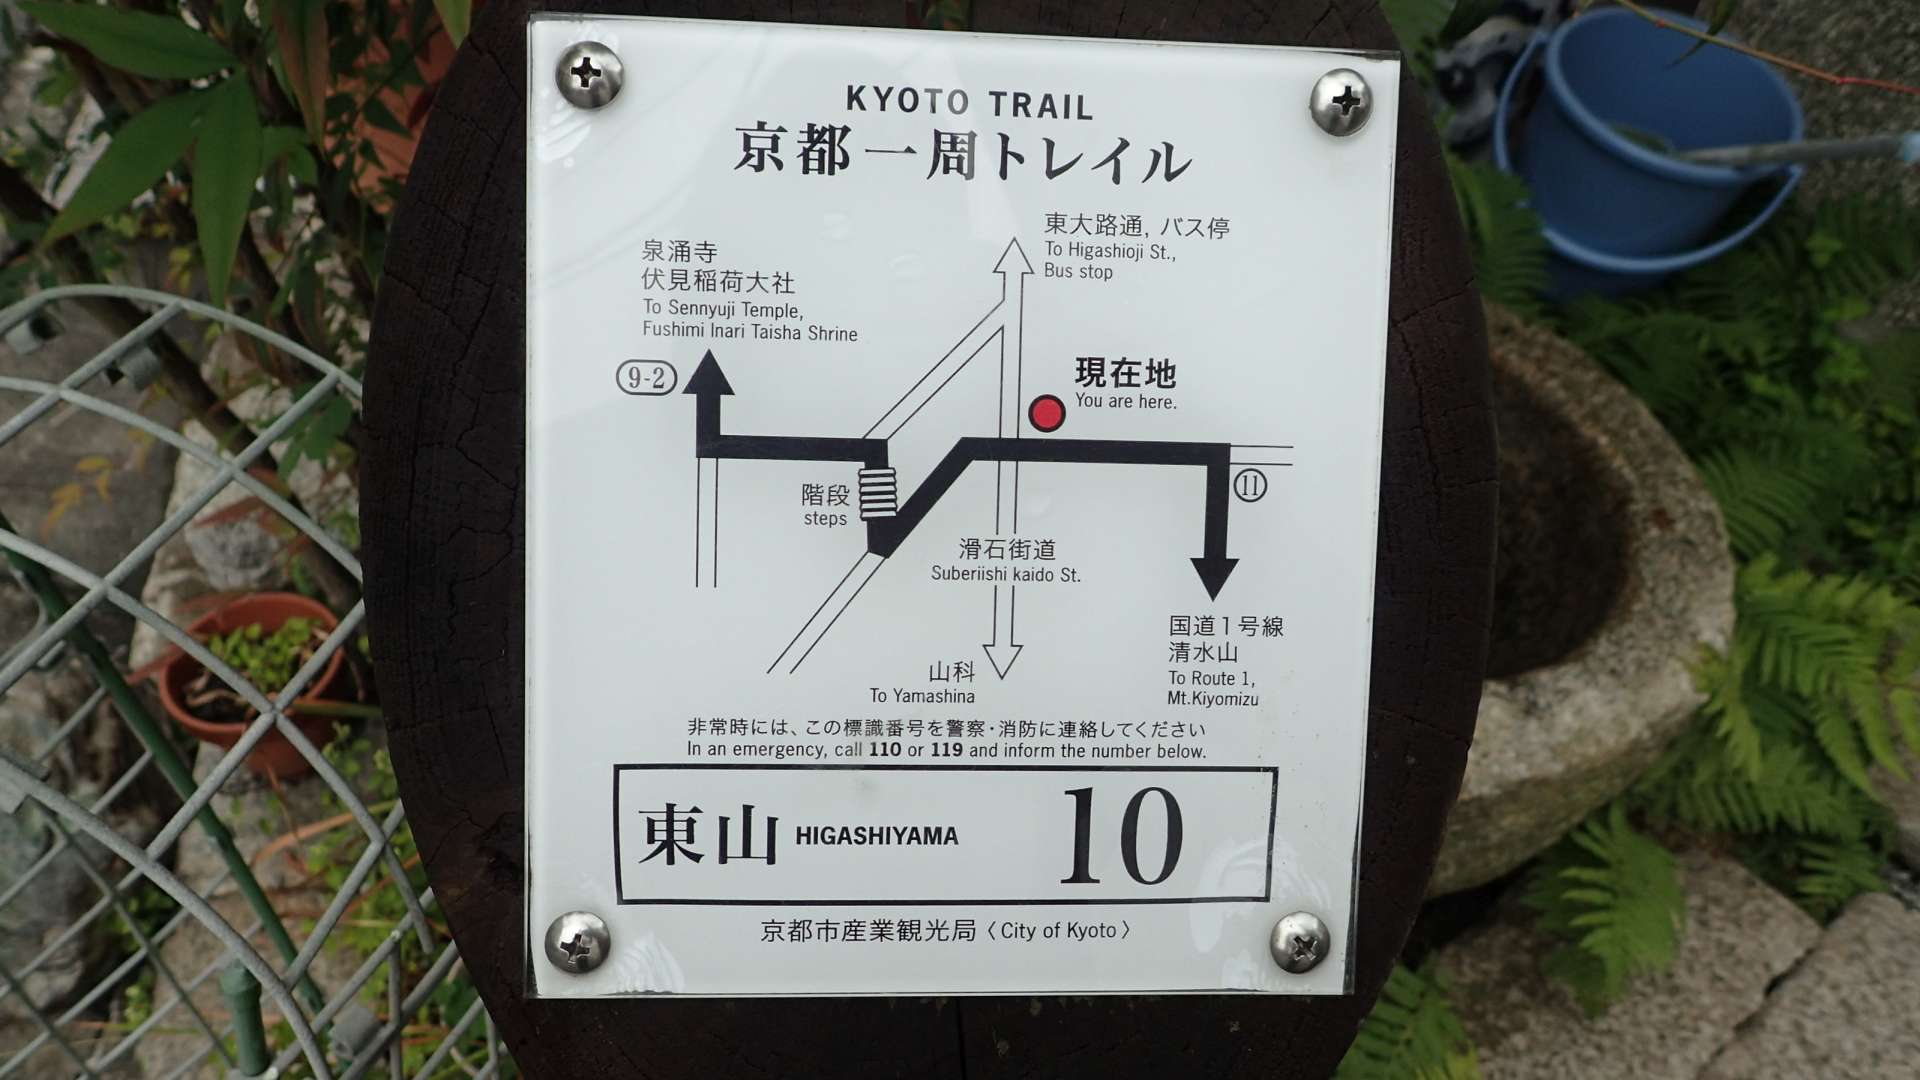 KYOTO TRAIL
京都一周トレイル
東大路通, バス停
To Higashioji St.,
Bus stop
泉涌寺
伏見稲荷大社
To Sennyuji Temple,
Fushimi Inari Taisha Shrine
9-2
現在地
You are here.
11
階段
steps
滑石街道
Suberiishi kaido St.
国道1号線
清水山
To Route 1,
Mt.Kiyomizu
山科
To Yamashina
非常時には、この標識番号を警察・消防に連絡してください
In an emergency, call 110 or 119 and inform the number below.
東山 HIGASHIYAMA 10
京都市産業観光局〈City of Kyoto〉